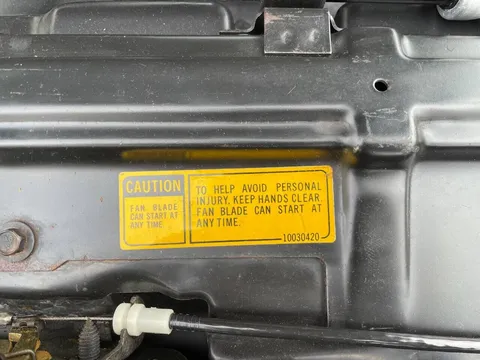 CAUTION
FAN BLADE
CAN START AT
ANY TIME.
TO HELP AVOID PERSONAL
INJURY, KEEP HANDS CLEAR.
FAN BLADE CAN START AT
ANY TIME.
10030420